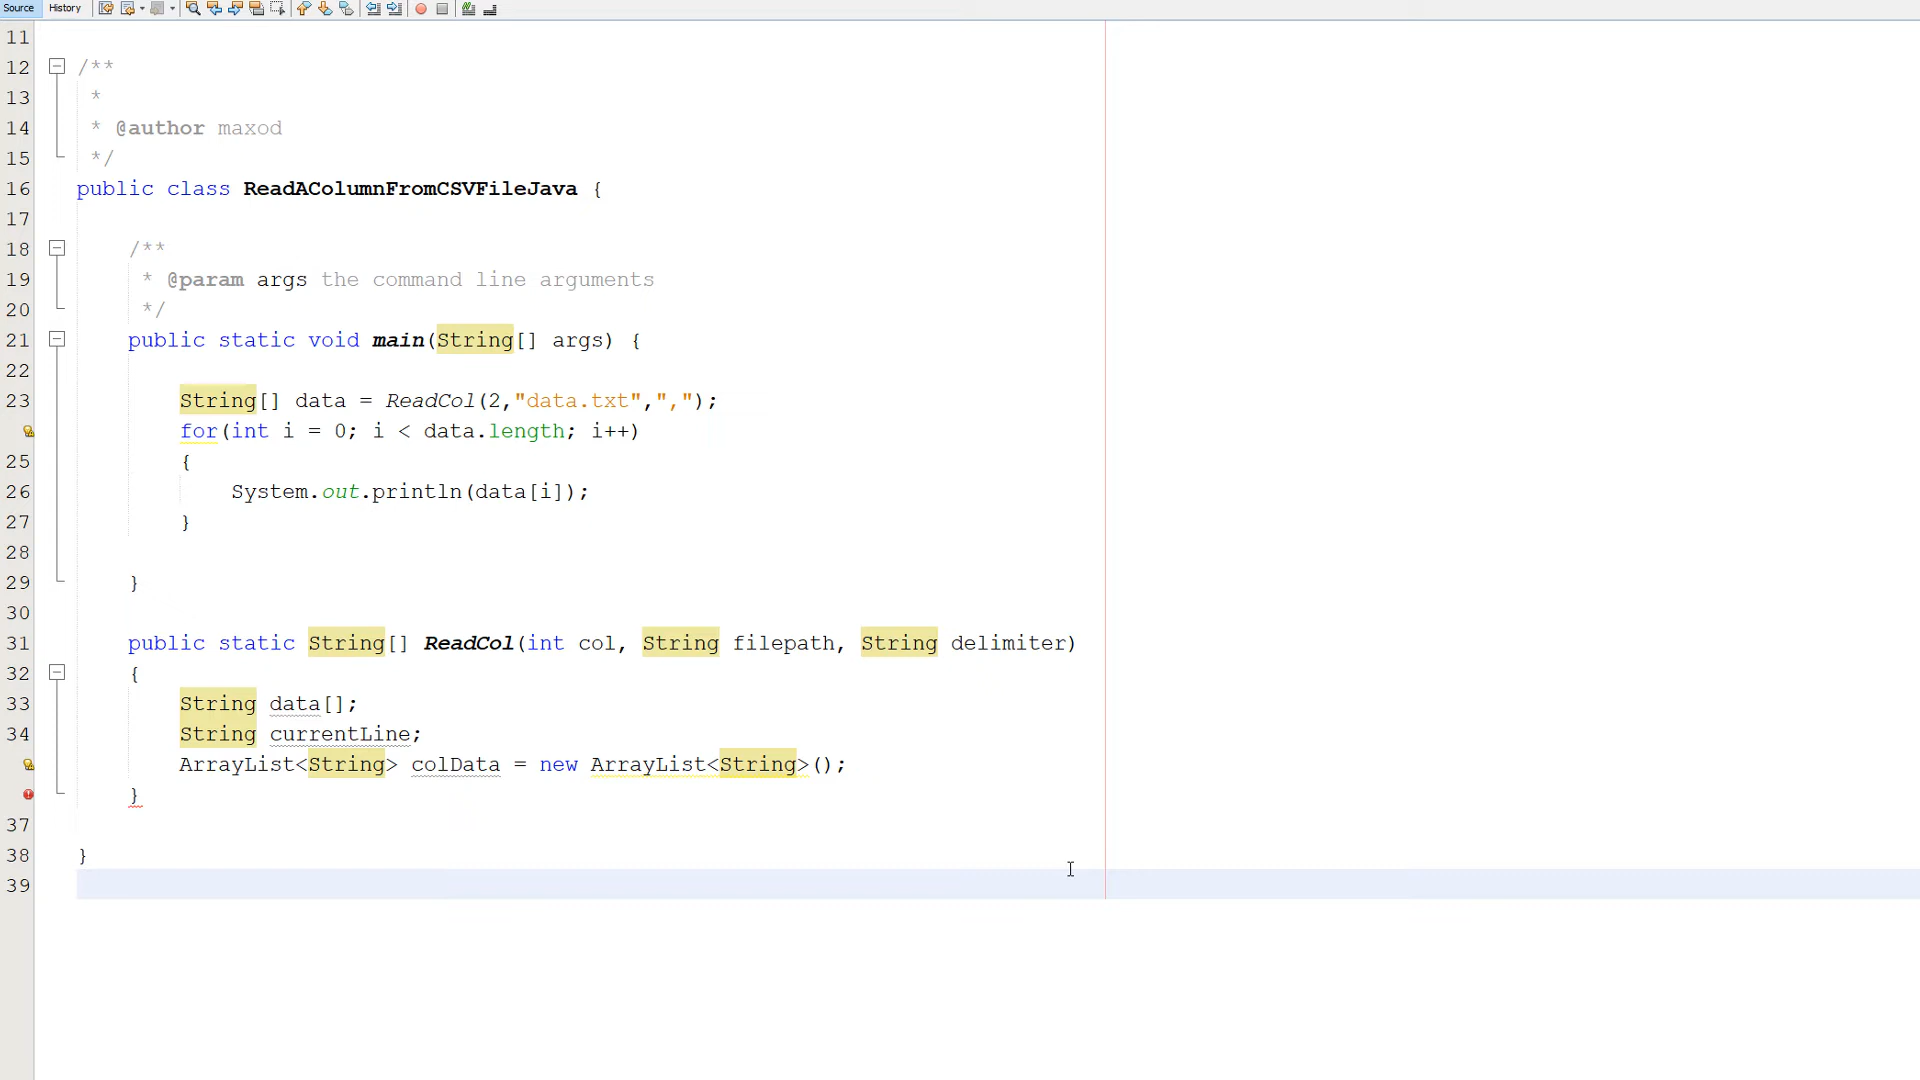 Source History
11
12 /**
13 *
14 * @author maxod
15 */
16 public class ReadAColumnFromCSVFileJava {
17
18 /**
19 * @param args the command line arguments
20 */
21 public static void main(String[] args) {
22
23 String[] data = ReadCol(2,"data.txt",",");
for(int i = 0; i < data.length; i++)
25 {
26 System.out.println(data[i]);
27 }
28
29 }
30
31 public static String[] ReadCol(int col, String filepath, String delimiter)
32 {
33 String data[];
34 String currentLine;
ArrayList<String> colData = new ArrayList<String>();
}
37
38 }
39